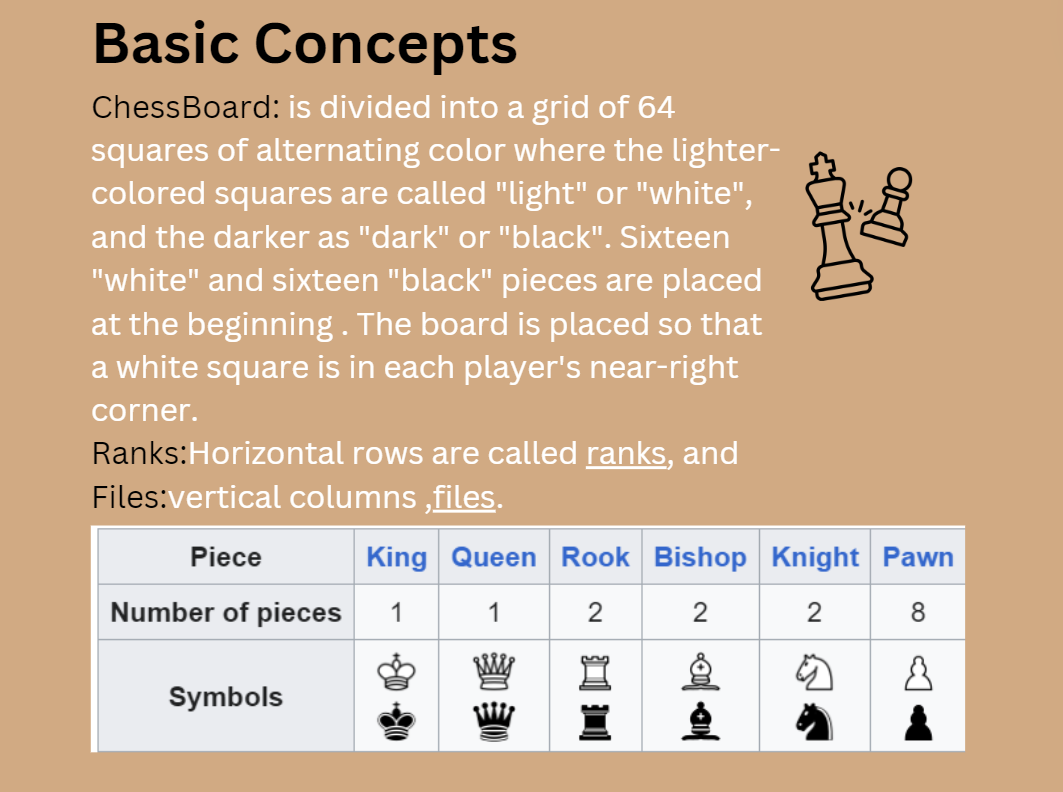 Basic Concepts
ChessBoard: is divided into a grid of 64
squares of alternating color where the lighter-
colored squares are called "light" or "white",
and the darker as "dark" or "black". Sixteen
"white" and sixteen "black" pieces are placed
at the beginning . The board is placed so that
a white square is in each player's near-right
corner.
Ranks:Horizontal rows are called ranks, and
Files:vertical columns ,files.
Piece King Queen Rook Bishop Knight Pawn
Number of pieces 1 1 2 2 2 8
Symbols